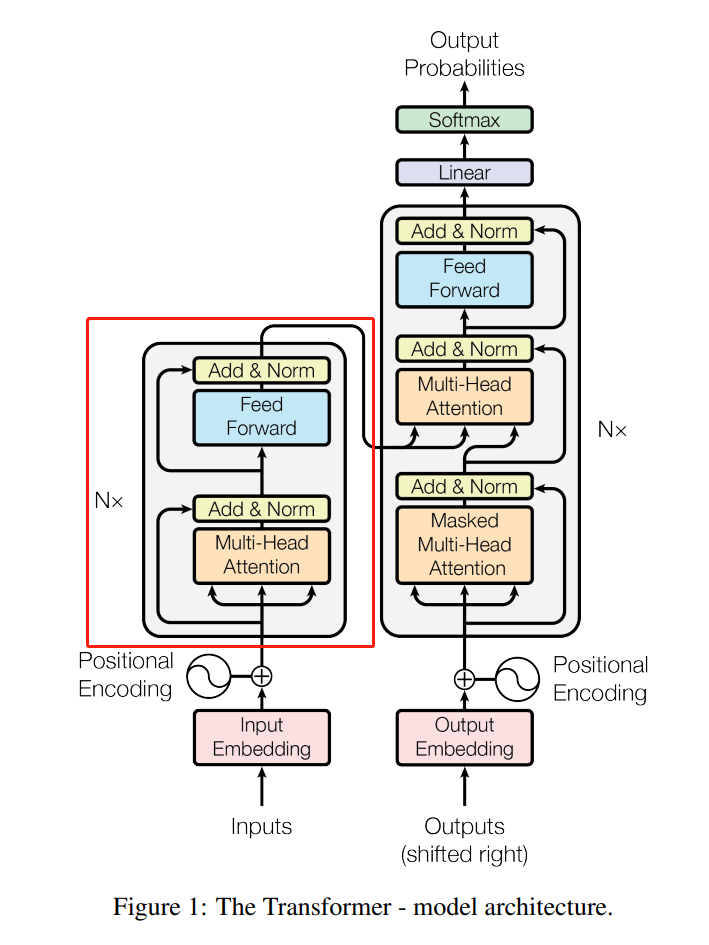 Output
Probabilities
Softmax
Linear
Add & Norm
Feed
Forward
Add & Norm
Multi-Head
Attention
Add & Norm
Masked
Multi-Head
Attention
N×
Add & Norm
Feed
Forward
Add & Norm
Multi-Head
Attention
N×
Positional
Encoding
Positional
Encoding
Input
Embedding
Output
Embedding
Inputs
Outputs
(shifted right)
Figure 1: The Transformer - model architecture.